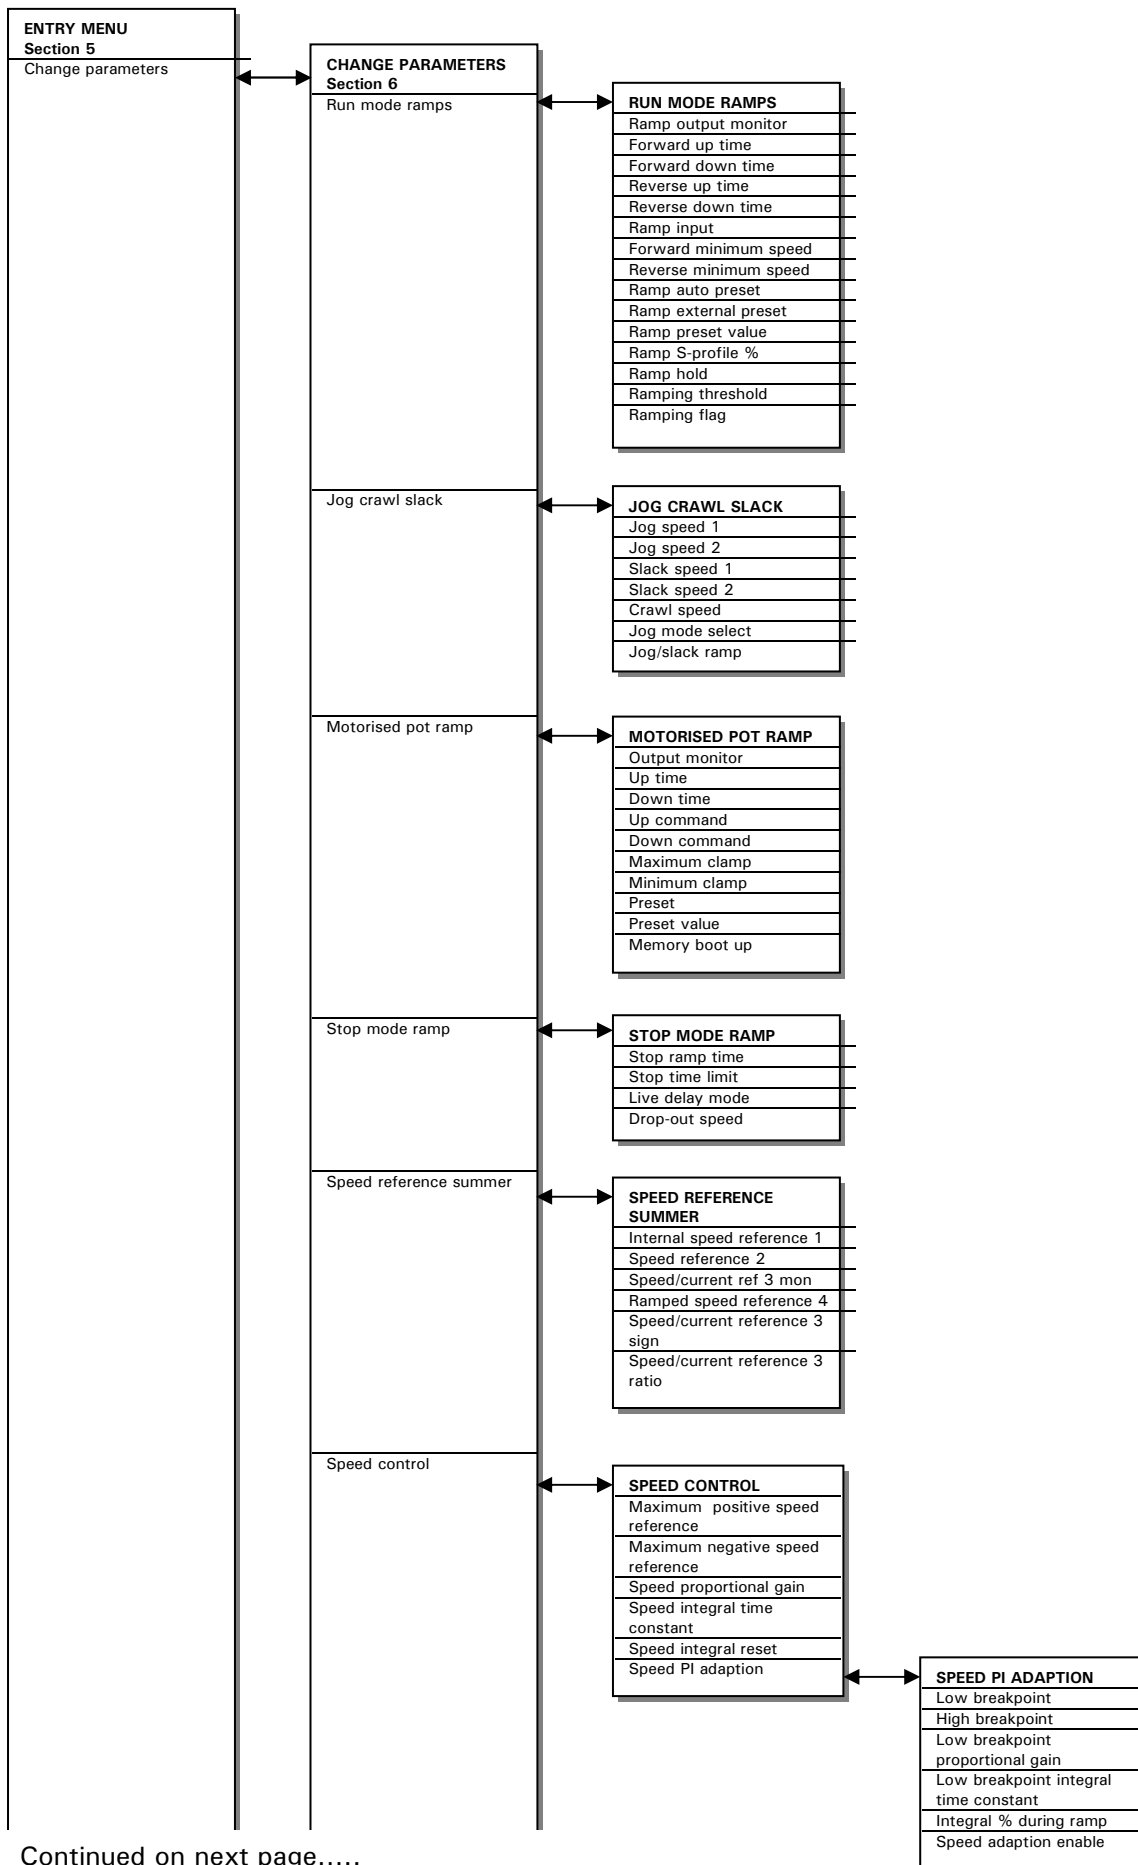 ENTRY MENU
Section 5
Change parameters
CHANGE PARAMETERS
Section 6
Run mode ramps
RUN MODE RAMPS
Ramp output monitor
Forward up time
Forward down time
Reverse up time
Reverse down time
Ramp input
Forward minimum speed
Reverse minimum speed
Ramp auto preset
Ramp external preset
Ramp preset value
Ramp S-profile %
Ramp hold
Ramping threshold
Ramping flag
Jog crawl slack
JOG CRAWL SLACK
Jog speed 1
Jog speed 2
Slack speed 1
Slack speed 2
Crawl speed
Jog mode select
Jog/slack ramp
Motorised pot ramp
MOTORISED POT RAMP
Output monitor
Up time
Down time
Up command
Down command
Maximum clamp
Minimum clamp
Preset
Preset value
Memory boot up
Stop mode ramp
STOP MODE RAMP
Stop ramp time
Stop time limit
Live delay mode
Drop-out speed
Speed reference summer
SPEED REFERENCE
SUMMER
Internal speed reference 1
Speed reference 2
Speed/current ref 3 mon
Ramped speed reference 4
Speed/current reference 3
sign
Speed/current reference 3
ratio
Speed control
SPEED CONTROL
Maximum  positive speed
reference
Maximum negative speed
reference
Speed proportional gain
Speed integral time
constant
Speed integral reset
Speed PI adaption
SPEED PI ADAPTION
Low breakpoint
High breakpoint
Low breakpoint
proportional gain
Low breakpoint integral
time constant
Integral % during ramp
Speed adaption enable
Continued on next page.....